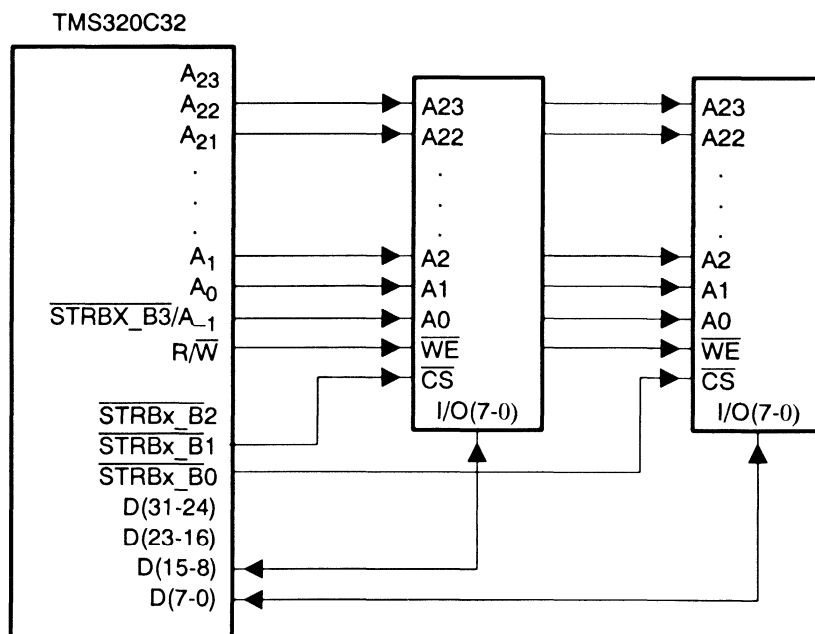 TMS320C32
A23
A22
A21
.
.
.
A1
A0
STRBX_B3/A–1
R/W
STRBx_B2
STRBx_B1
STRBx_B0
D(31-24)
D(23-16)
D(15-8)
D(7-0)
A23
A22
.
.
.
A2
A1
A0
WE
CS
I/O(7-0)
A23
A22
.
.
.
A2
A1
A0
WE
CS
I/O(7-0)